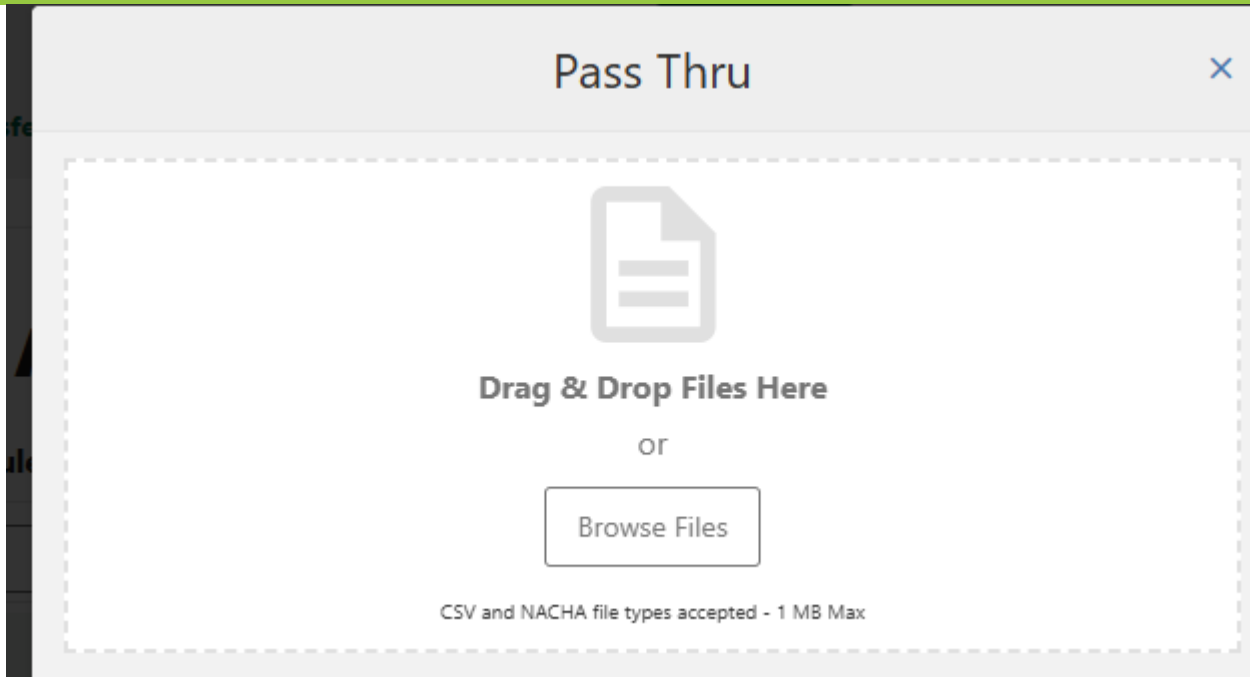 Pass Thru
Drag & Drop Files Here
or
Browse Files
CSV and NACHA file types accepted - 1 MB Max